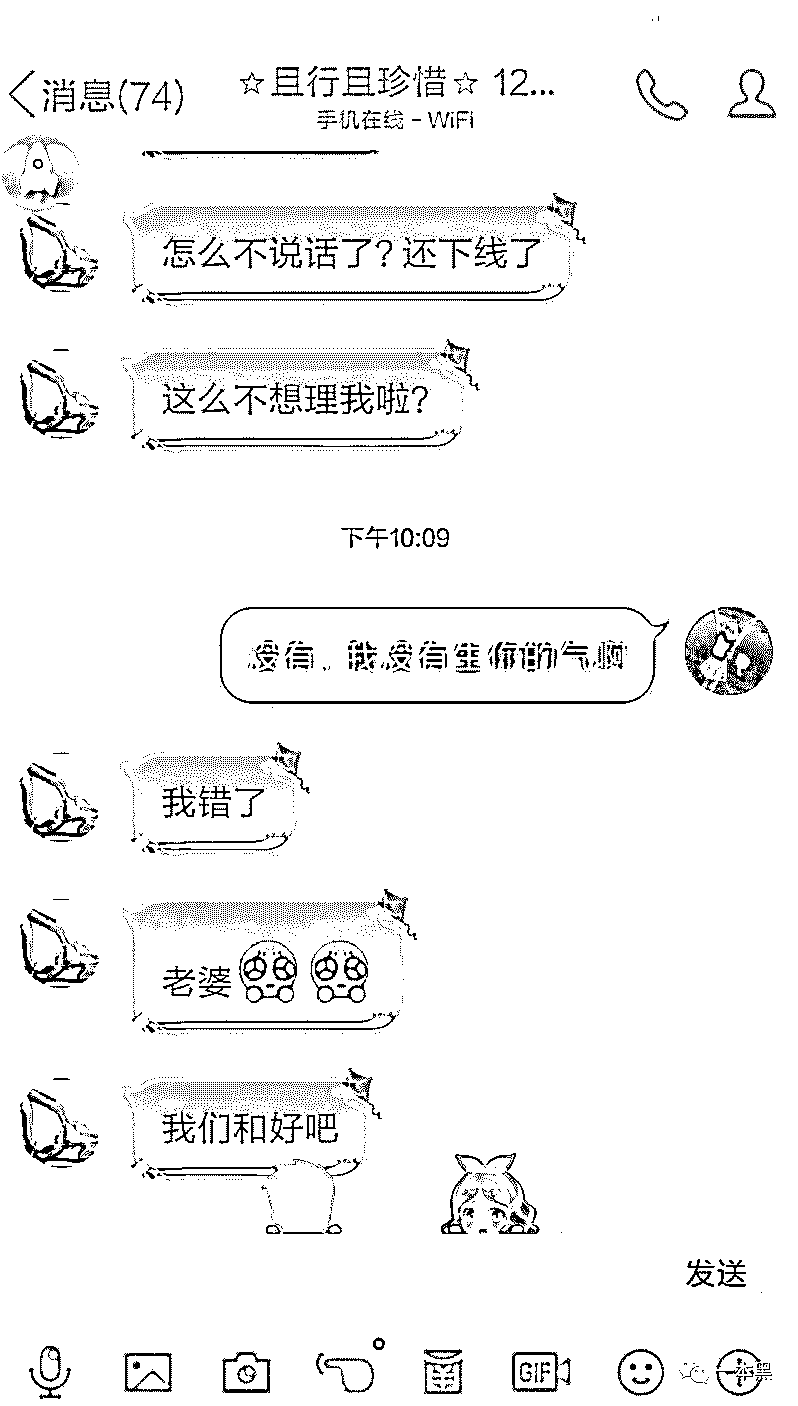 消息(74)
☆且行且珍惜☆ 12...
手机在线 - WiFi
怎么不说话了？还下线了
这么不想理我啦？
下午10:09
没有，我没有生你的气啊
我错了
老婆
我们和好吧
发送
GIF
一本黑